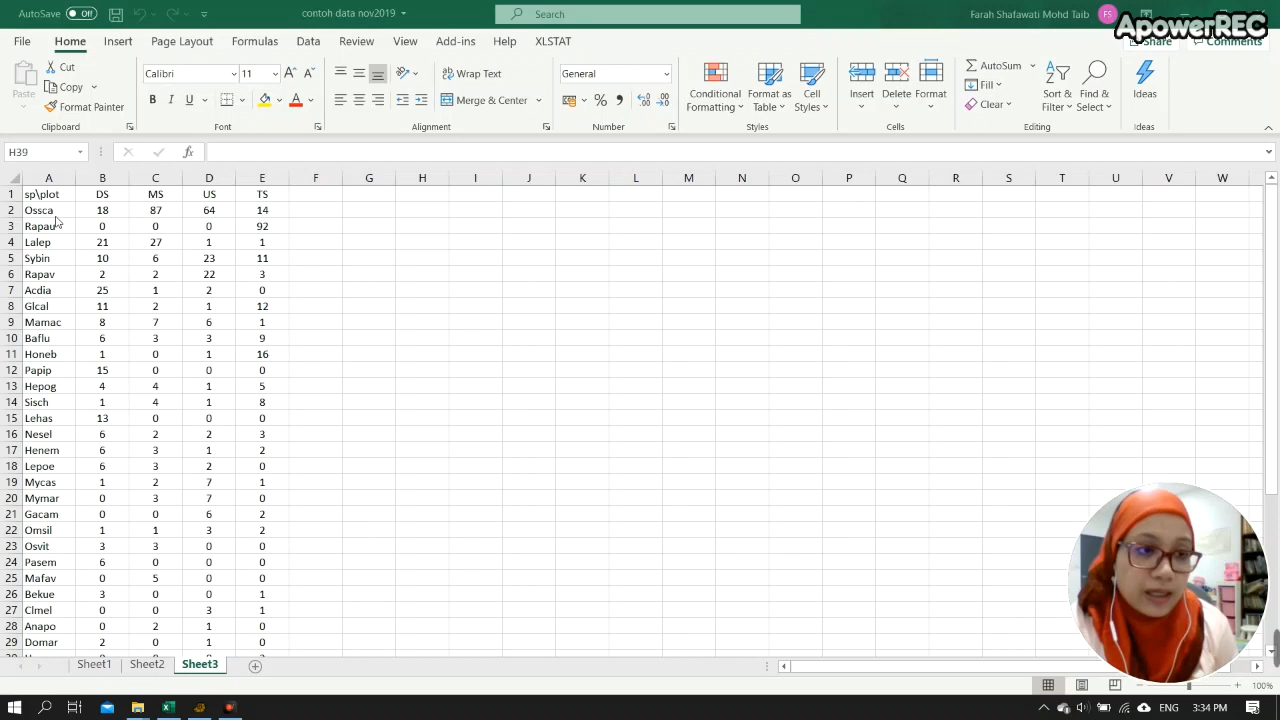 AutoSave Off contoh data nov2019 Search Farah Shafawati Mohd Taib FS
ApowerREC
File Home Insert Page Layout Formulas Data Review View Add-ins Help XLSTAT Share Comments
Cut
Copy
Format Painter
Paste
Clipboard
Calibri 11
B I U A
Font
Wrap Text
Merge & Center
Alignment
General
% ,
Number
Conditional Formatting
Format as Table
Cell Styles
Styles
Insert Delete Format
Cells
AutoSum
Fill
Clear
Sort & Filter
Find & Select
Editing
Ideas
Ideas
H39 fx
A B C D E F G H I J K L M N O P Q R S T U V W
1 sp\plot DS MS US TS
2 Ossca 18 87 64 14
3 Rapau 0 0 0 92
4 Lalep 21 27 1 1
5 Sybin 10 6 23 11
6 Rapav 2 2 22 3
7 Acdia 25 1 2 0
8 Glcal 11 2 1 12
9 Mamac 8 7 6 1
10 Baflu 6 3 3 9
11 Honeb 1 0 1 16
12 Papip 15 0 0 0
13 Hepog 4 4 1 5
14 Sisch 1 4 1 8
15 Lehas 13 0 0 0
16 Nesel 6 2 2 3
17 Henem 6 3 1 2
18 Lepoe 6 3 2 0
19 Mycas 1 2 7 1
20 Mymar 0 3 7 0
21 Gacam 0 0 6 2
22 Omsil 1 1 3 2
23 Osvit 3 3 0 0
24 Pasem 6 0 0 0
25 Mafav 0 5 0 0
26 Bekue 3 0 0 1
27 Clmel 0 0 3 1
28 Anapo 0 2 1 0
29 Domar 2 0 1 0
Sheet1 Sheet2 Sheet3
100%
ENG 3:34 PM